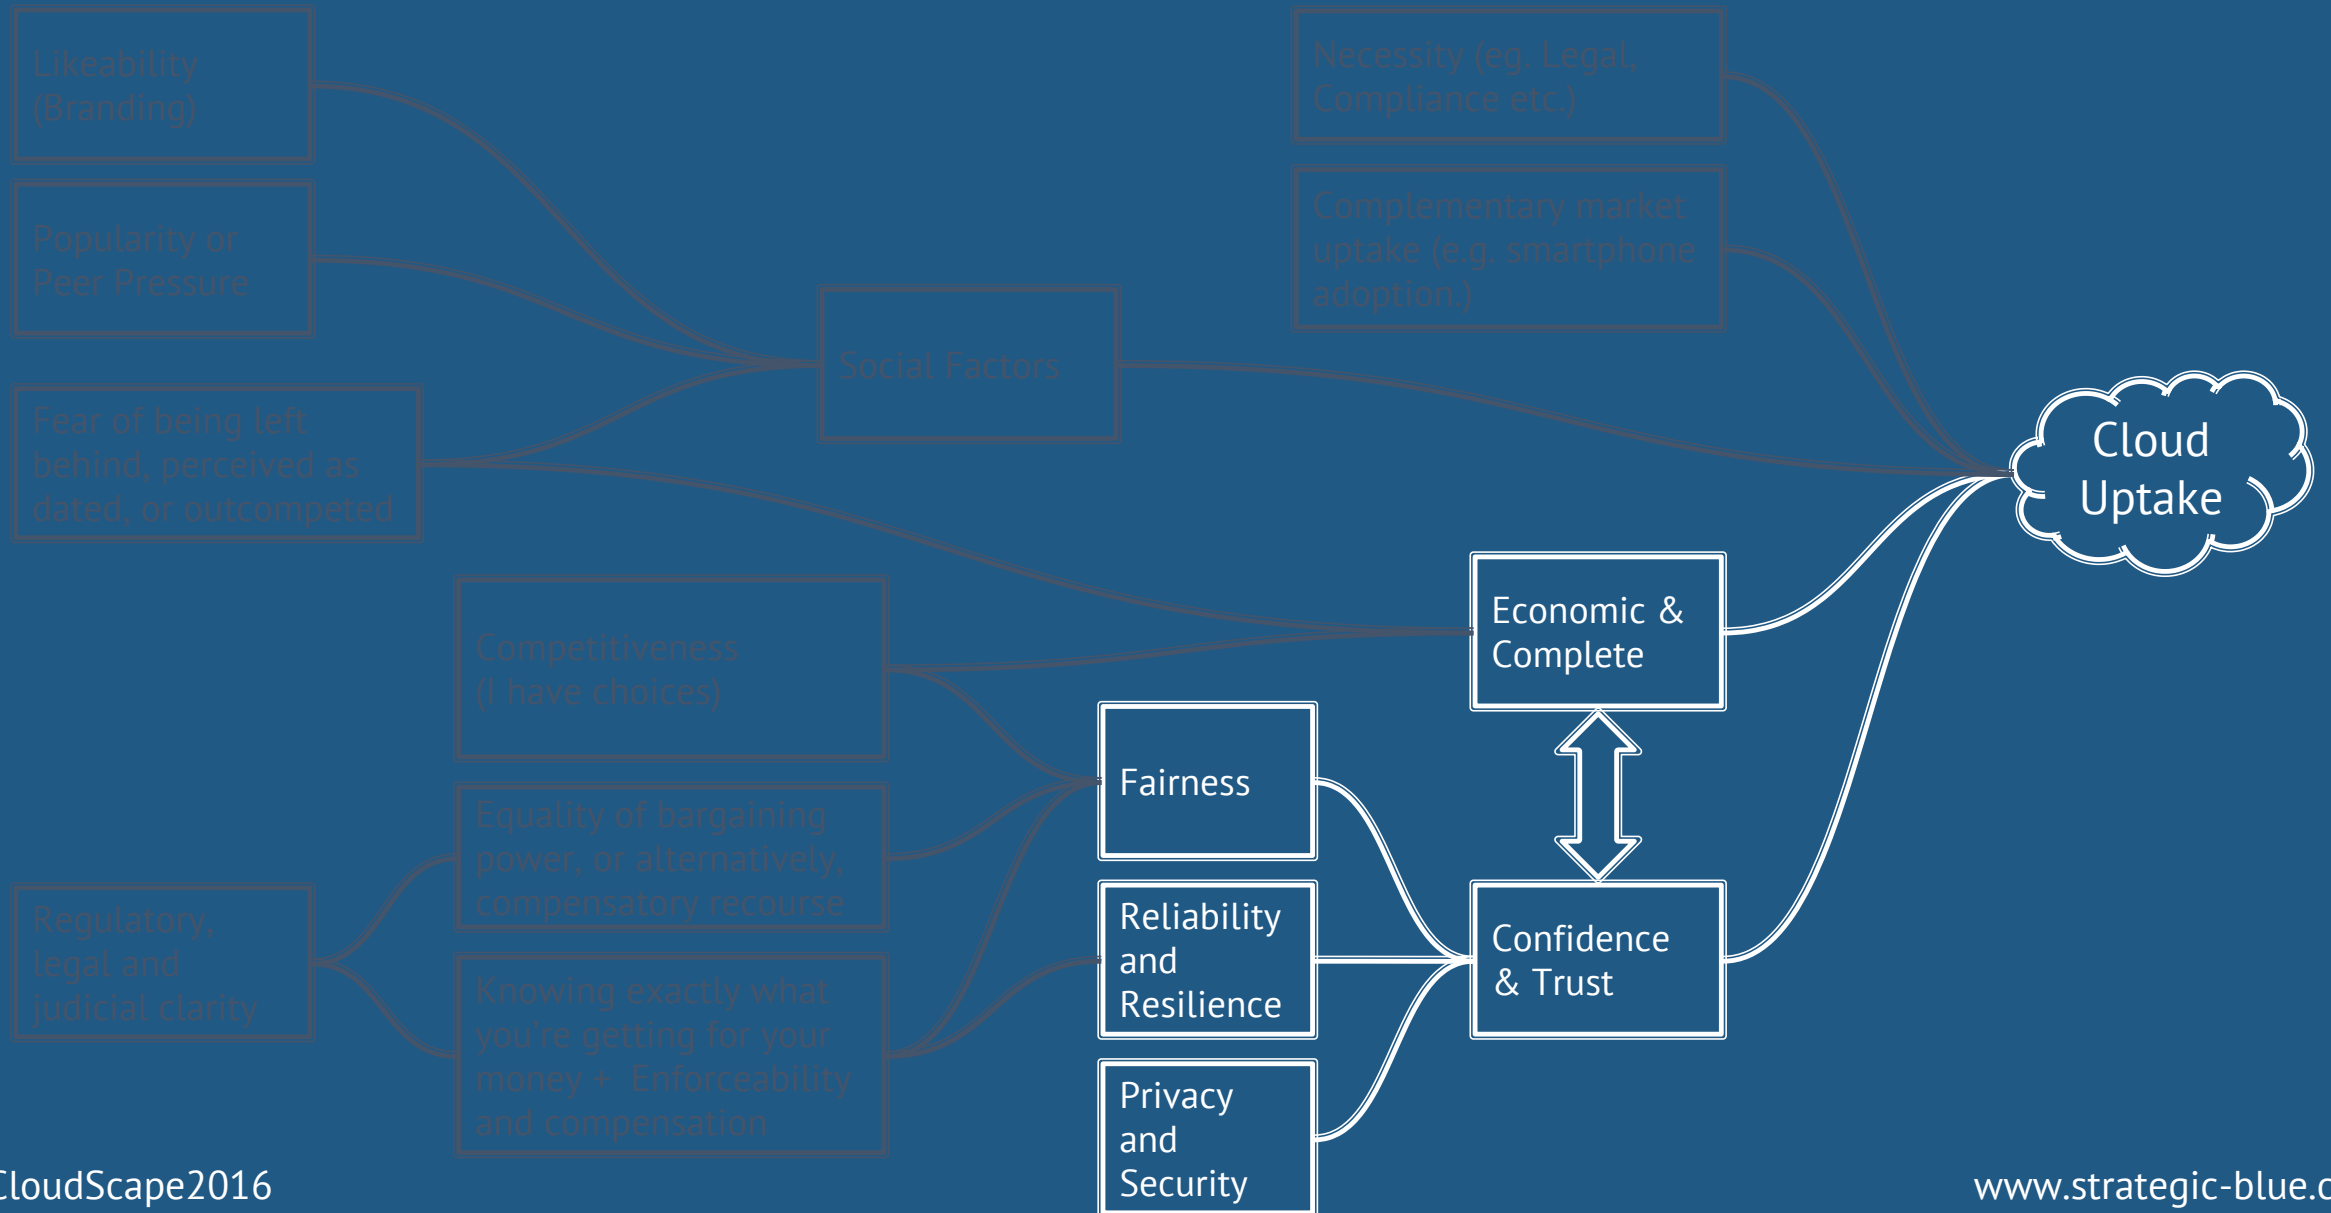 Likeability
(Branding)
Popularity or
Peer Pressure
Fear of being left
behind, perceived as
dated, or outcompeted
Social Factors
Necessity (eg. Legal,
Compliance etc.)
Complementary market
uptake (e.g. smartphone
adoption.)
Cloud
Uptake
Competitiveness
(I have choices)
Equality of bargaining
power, or alternatively,
compensatory recourse
Regulatory,
legal and
judicial clarity
Knowing exactly what
you're getting for your
money + Enforceability
and compensation
Fairness
Reliability
and
Resilience
Privacy
and
Security
Economic &
Complete
Confidence
& Trust
CloudScape2016
www.strategic-blue.c